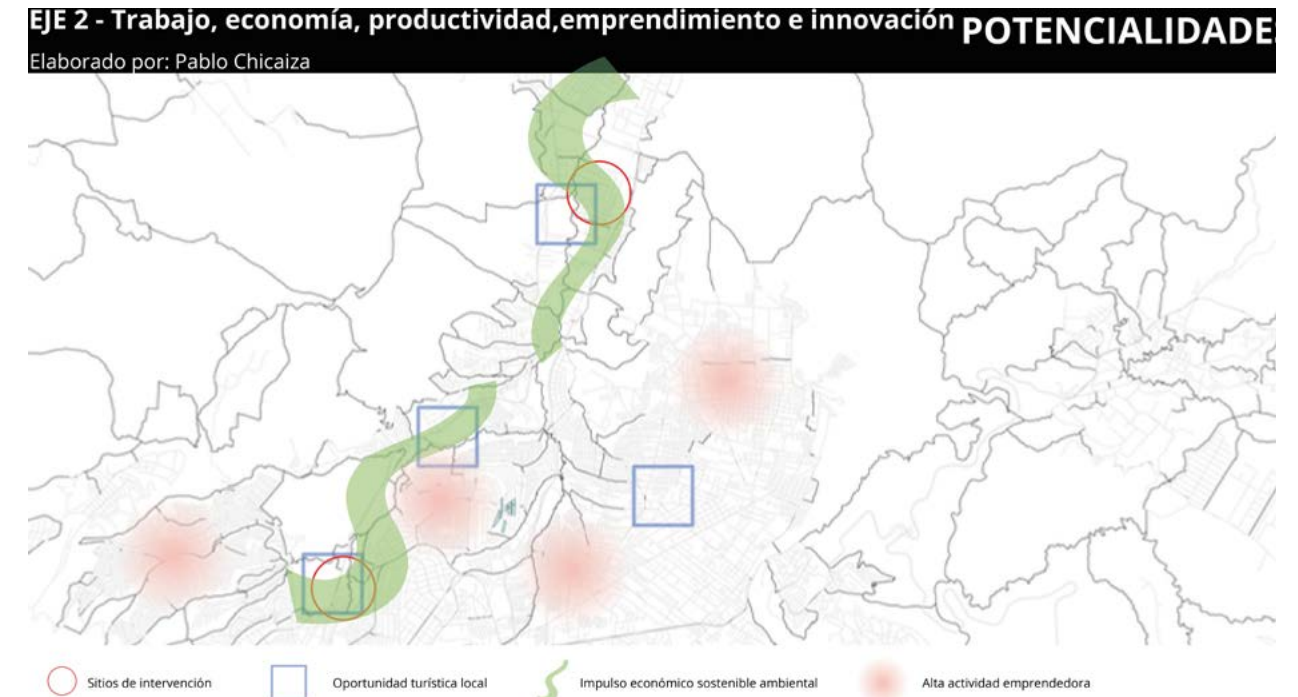 EJE 2 - Trabajo, economía, productividad,emprendimiento e innovación
POTENCIALIDADES
Elaborado por: Pablo Chicaiza
Sitios de intervención
Oportunidad turística local
Impulso económico sostenible ambiental
Alta actividad emprendedora